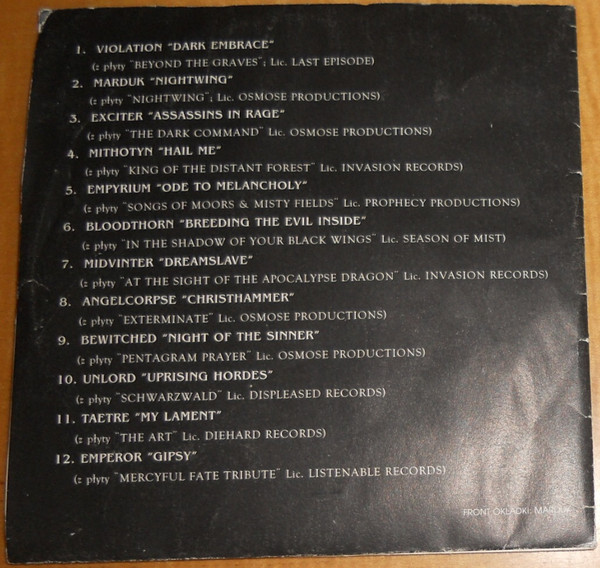 1. VIOLATION "DARK EMBRACE"
(z płyty "BEYOND THE GRAVES"; Lic. LAST EPISODE)
2. MARDUK "NIGHTWING"
(z płyty "NIGHTWING"; Lic. OSMOSE PRODUCTIONS)
3. EXCITER "ASSASSINS IN RAGE"
(z płyty "THE DARK COMMAND" Lic. OSMOSE PRODUCTIONS)
4. MITHOTYN "HAIL ME"
(z płyty "KING OF THE DISTANT FOREST" Lic. INVASION RECORDS)
5. EMPYRIUM "ODE TO MELANCHOLY"
(z płyty "SONGS OF MOORS & MISTY FIELDS" Lic. PROPHECY PRODUCTIONS)
6. BLOODTHORN "BREEDING THE EVIL INSIDE"
(z płyty "IN THE SHADOW OF YOUR BLACK WINGS" Lic. SEASON OF MIST)
7. MIDVINTER "DREAMSLAVE"
(z płyty "AT THE SIGHT OF THE APOCALYPSE DRAGON" Lic. INVASION RECORDS)
8. ANGELCORPSE "CHRISTHAMMER"
(z płyty "EXTERMINATE" Lic. OSMOSE PRODUCTIONS)
9. BEWITCHED "NIGHT OF THE SINNER"
(z płyty "PENTAGRAM PRAYER" Lic. OSMOSE PRODUCTIONS)
10. UNLORD "UPRISING HORDES"
(z płyty "SCHWARZWALD" Lic. DISPLEASED RECORDS)
11. TAETRE "MY LAMENT"
(z płyty "THE ART" Lic. DIEHARD RECORDS)
12. EMPEROR "GIPSY"
(z płyty "MERCYFUL FATE TRIBUTE" Lic. LISTENABLE RECORDS)
FRONT OKŁADKI: MARDUK